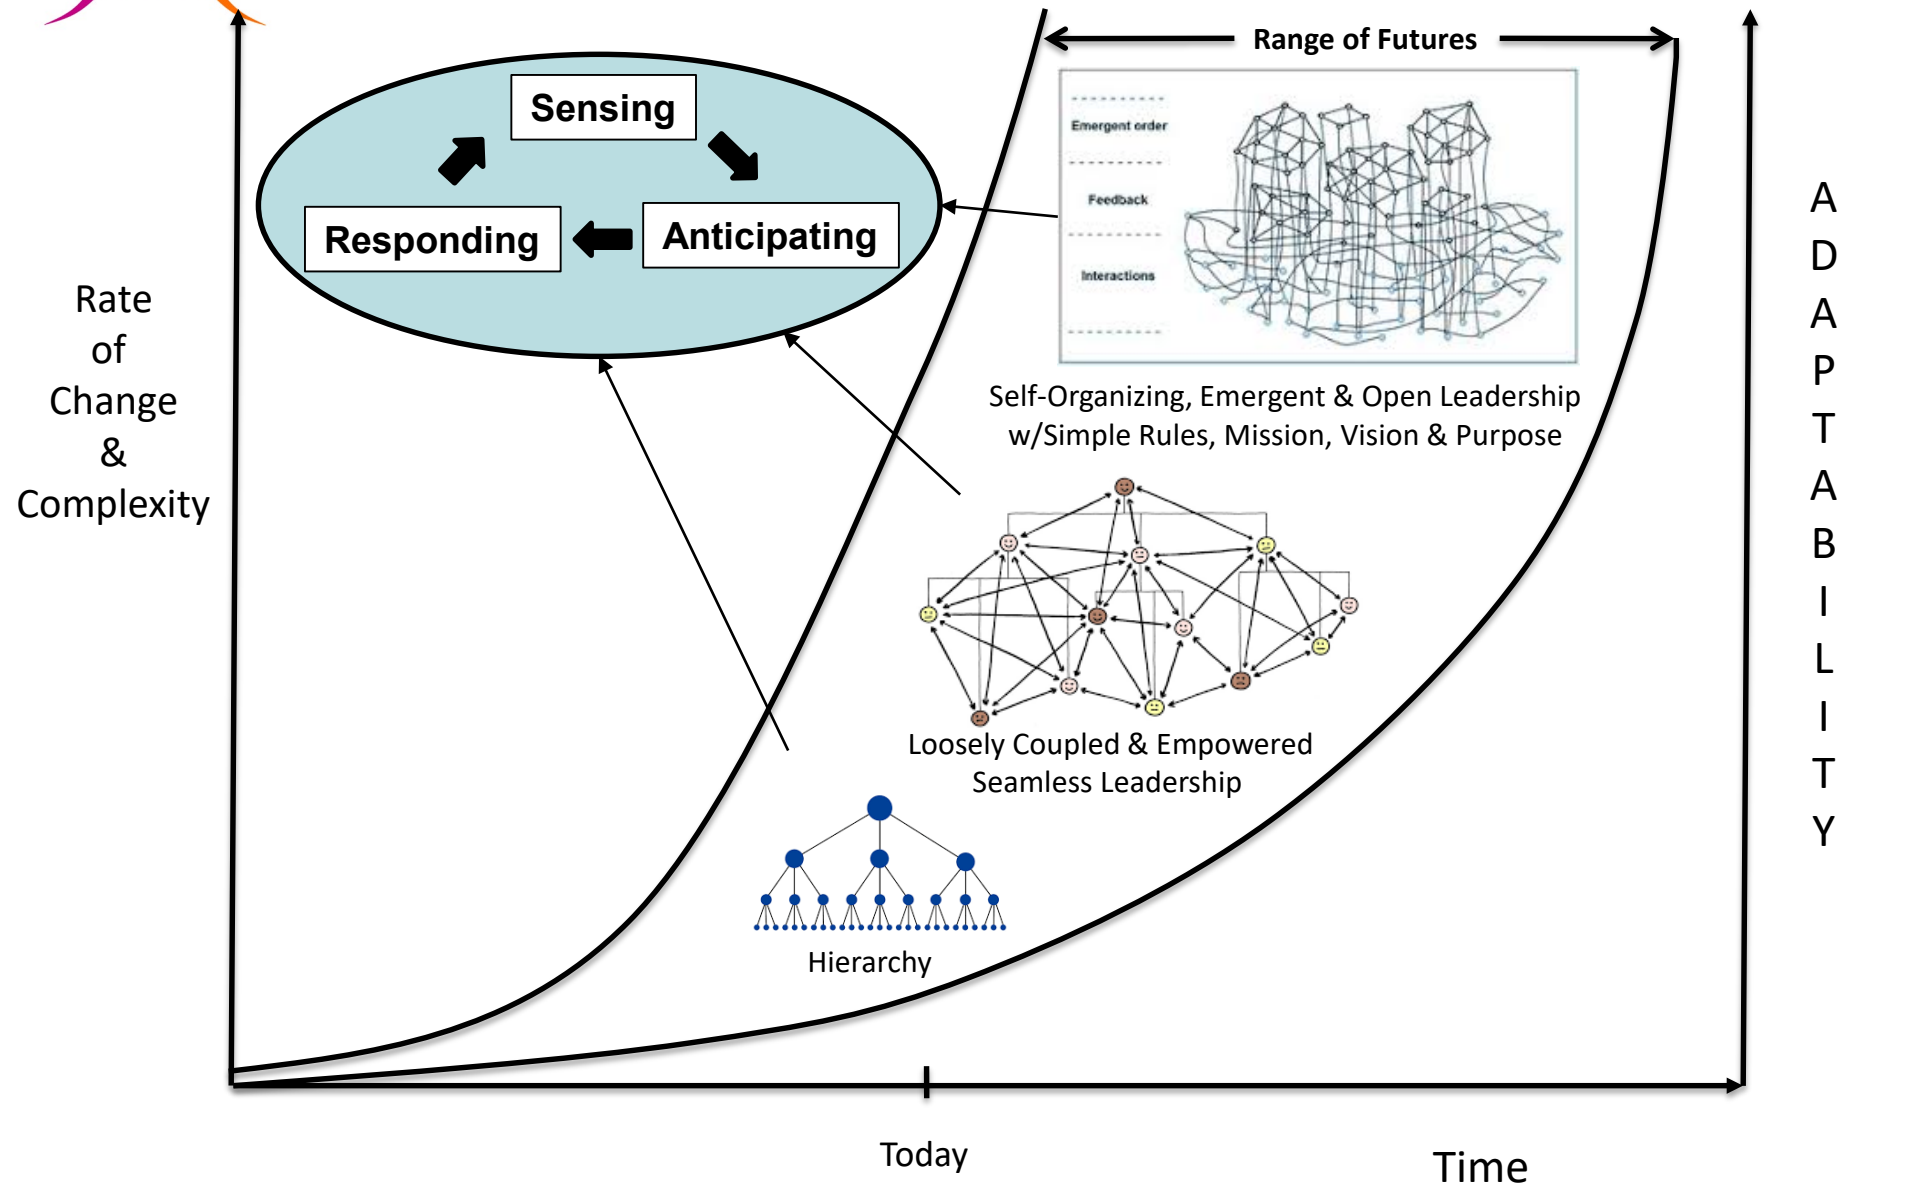 Range of Futures
Sensing
Responding
Anticipating
Emergent order
Feedback
Interactions
Rate
of
Change
&
Complexity
Self-Organizing, Emergent & Open Leadership
w/Simple Rules, Mission, Vision & Purpose
Loosely Coupled & Empowered
Seamless Leadership
Hierarchy
A
D
A
P
T
A
B
I
L
I
T
Y
Today
Time